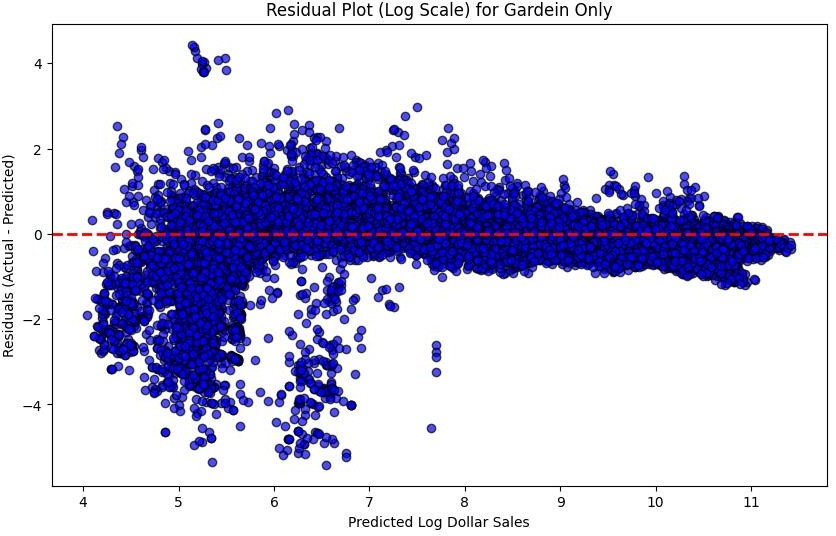 Residual Plot (Log Scale) for Gardein Only
Residuals (Actual - Predicted)
4
2
0
−2
−4
4 5 6 7 8 9 10 11
Predicted Log Dollar Sales